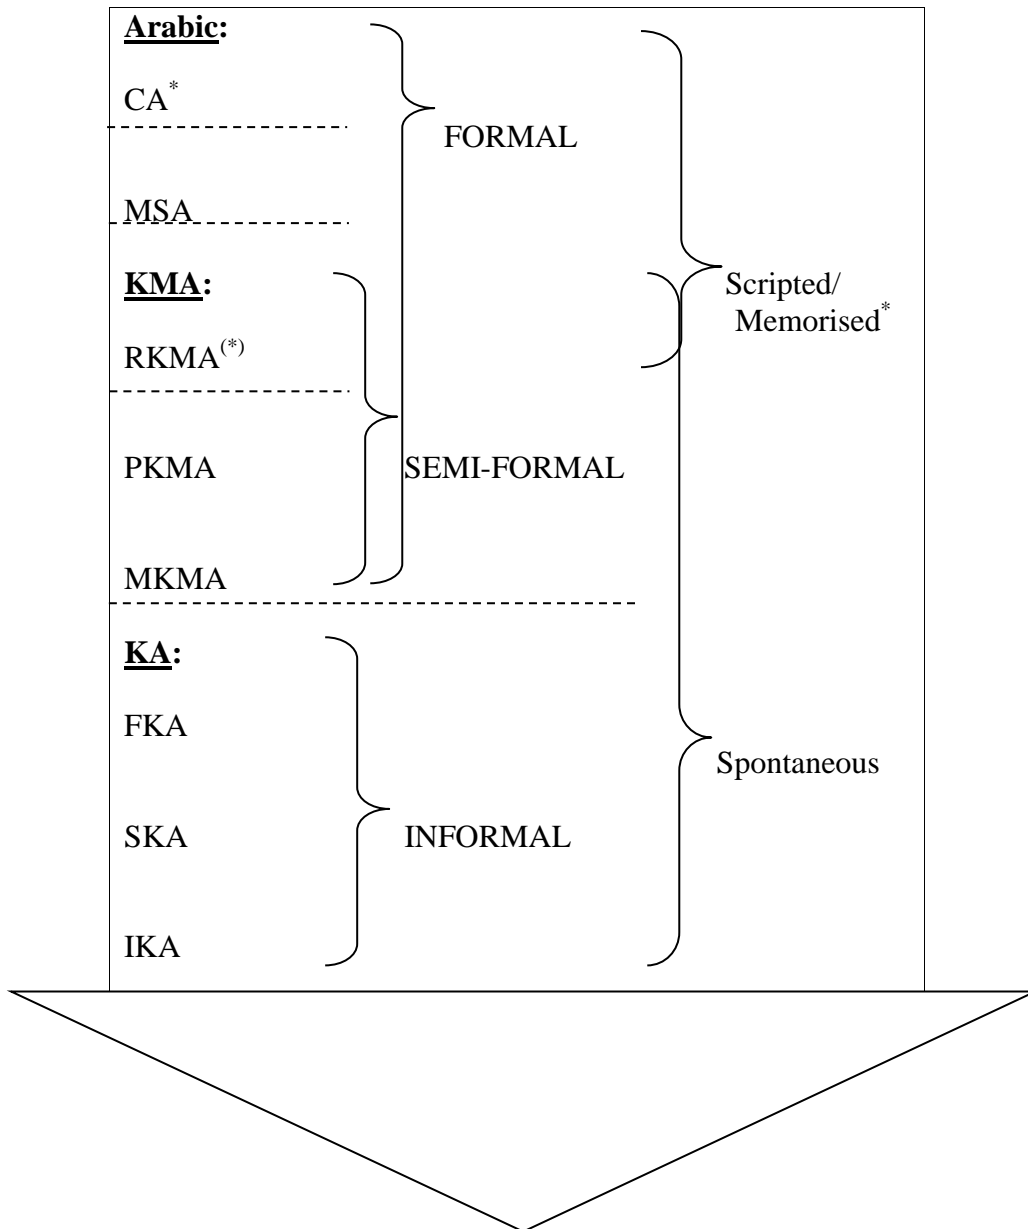 Arabic:
CA*
FORMAL
MSA
KMA:
Scripted/
Memorised*
RKMA(*)
PKMA
SEMI-FORMAL
MKMA
KA:
FKA
Spontaneous
SKA
INFORMAL
IKA